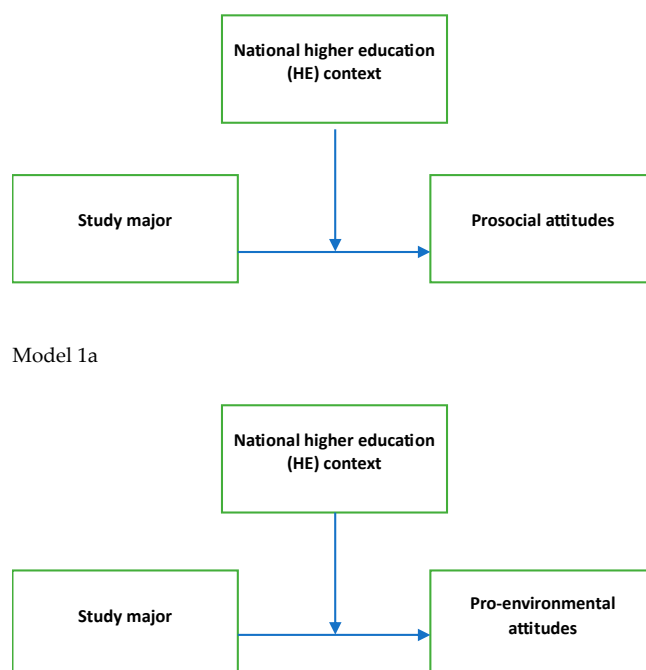 National higher education
(HE) context
Study major
Prosocial attitudes
Model 1a
National higher education
(HE) context
Study major
Pro-environmental
attitudes